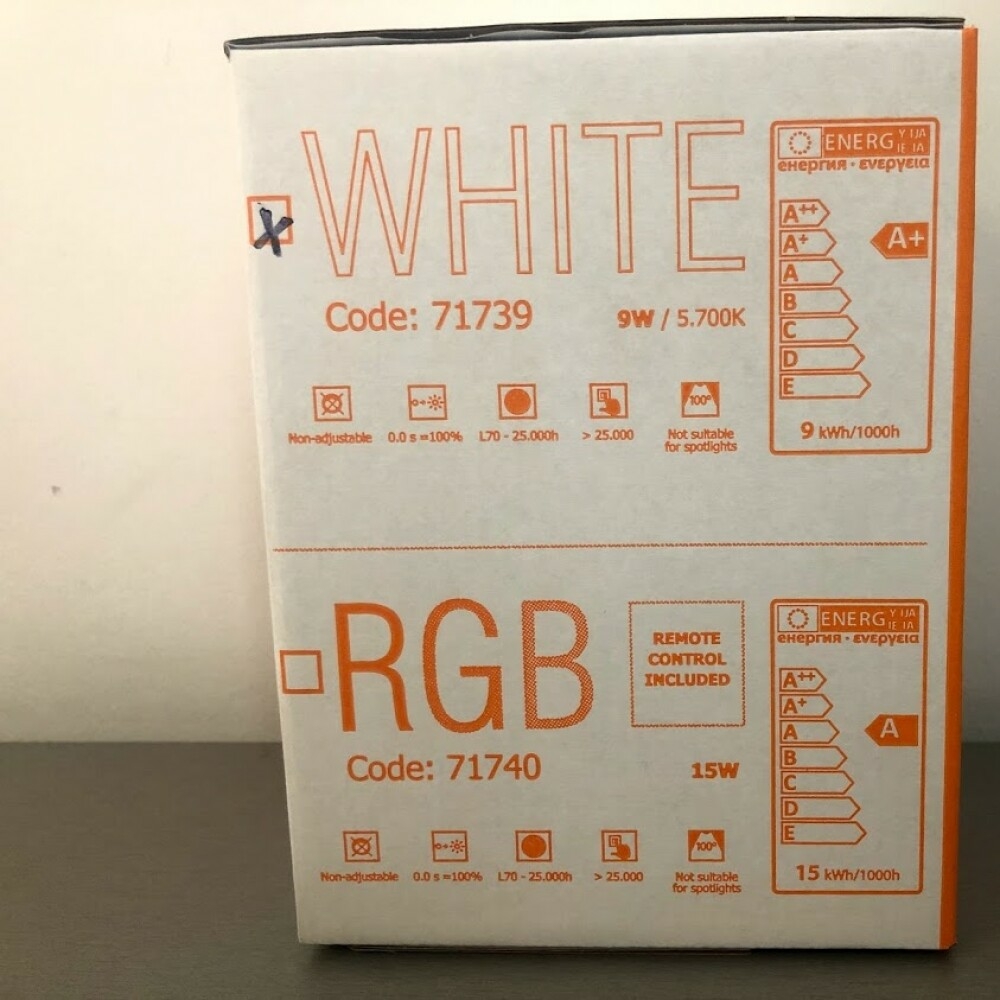 WHITE
X
Code: 71739
9W / 5.700K
Non-adjustable
0.0 s ≈100%
L70 - 25.000h
> 25.000
100°
Not suitable
for spotlights
ENERG Y IJA
IE IA
енергия · ενεργεια
A++
A+
A
B
C
D
E
A+
9 kWh/1000h
RGB
REMOTE
CONTROL
INCLUDED
Code: 71740
15W
Non-adjustable
0.0 s ≈100%
L70 - 25.000h
> 25.000
100°
Not suitable
for spotlights
ENERG Y IJA
IE IA
енергия · ενεργεια
A++
A+
A
B
C
D
E
A
15 kWh/1000h